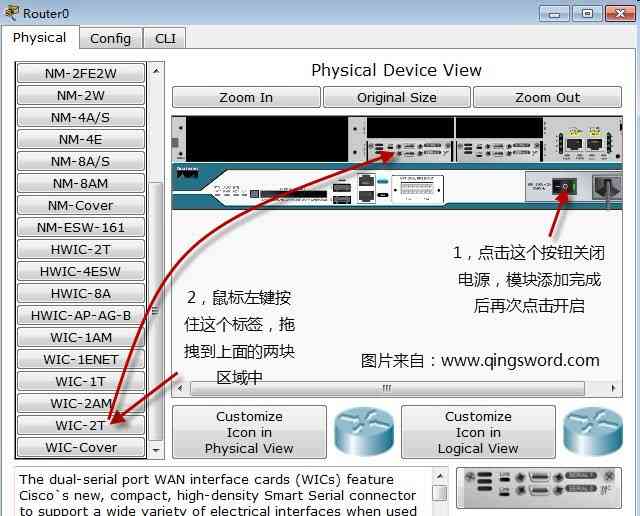 Router0
Physical
Config
CLI
NM-2FE2W
NM-2W
NM-4A/S
NM-4E
NM-8A/S
NM-8AM
NM-Cover
NM-ESW-161
HWIC-2T
HWIC-4ESW
HWIC-8A
HWIC-AP-AG-B
WIC-1AM
WIC-1ENET
WIC-1T
WIC-2AM
WIC-2T
WIC-Cover
Physical Device View
Zoom In
Original Size
Zoom Out
1，点击这个按钮关闭
电源，模块添加完成
后再次点击开启
2，鼠标左键按
住这个标签，拖
拽到上面的两块
区域中
图片来自：www.qingsword.com
Customize
Icon in
Physical View
Customize
Icon in
Logical View
The dual-serial port WAN interface cards (WICs) feature
Cisco`s new, compact, high-density Smart Serial connector
to support a wide variety of electrical interfaces when used